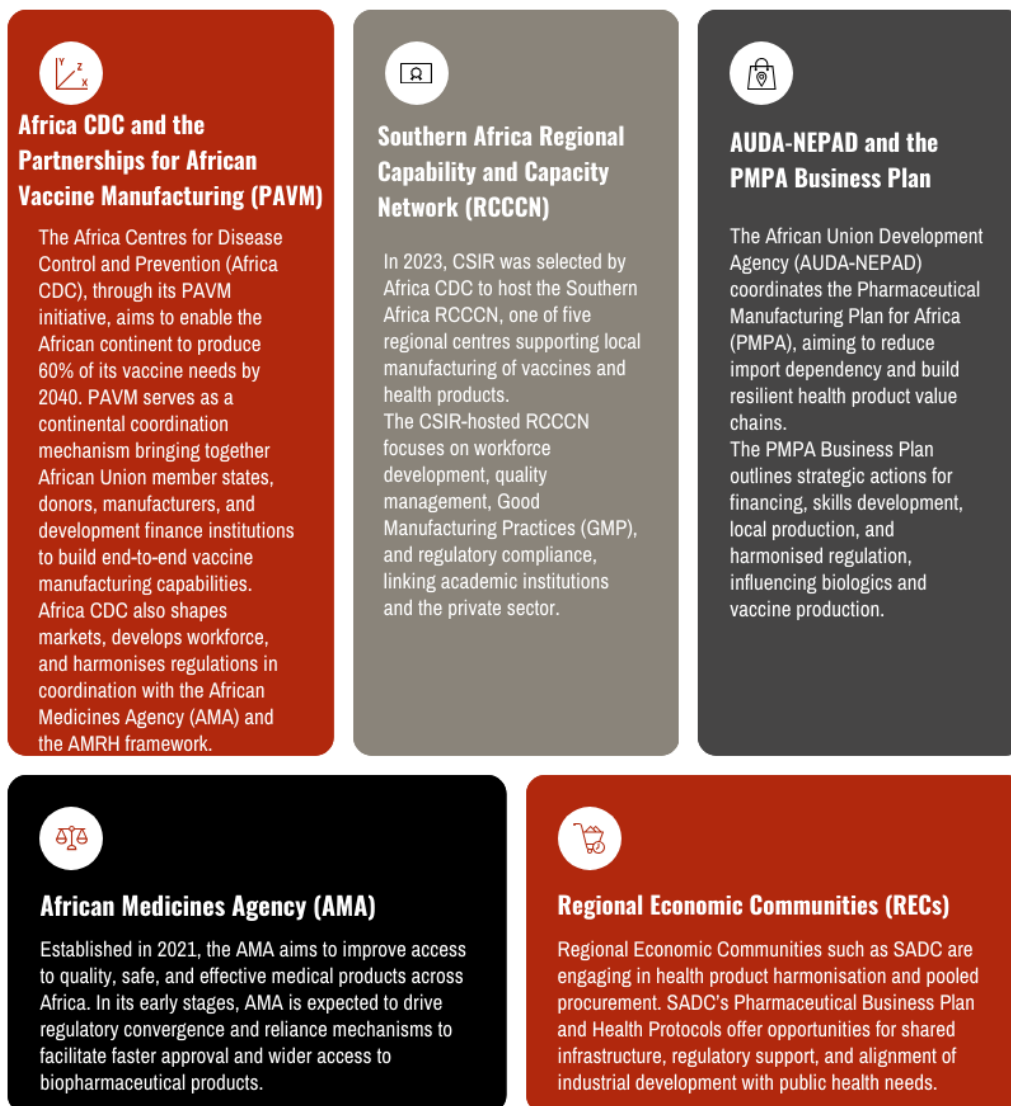 Y
Z
X
Africa CDC and the
Partnerships for African
Vaccine Manufacturing (PAVM)
The Africa Centres for Disease
Control and Prevention (Africa
CDC), through its PAVM
initiative, aims to enable the
African continent to produce
60% of its vaccine needs by
2040. PAVM serves as a
continental coordination
mechanism bringing together
African Union member states,
donors, manufacturers, and
development finance institutions
to build end-to-end vaccine
manufacturing capabilities.
Africa CDC also shapes
markets, develops workforce,
and harmonises regulations in
coordination with the African
Medicines Agency (AMA) and
the AMRH framework.
Southern Africa Regional
Capability and Capacity
Network (RCCCN)
In 2023, CSIR was selected by
Africa CDC to host the Southern
Africa RCCCN, one of five
regional centres supporting local
manufacturing of vaccines and
health products.
The CSIR-hosted RCCCN
focuses on workforce
development, quality
management, Good
Manufacturing Practices (GMP),
and regulatory compliance,
linking academic institutions
and the private sector.
AUDA-NEPAD and the
PMPA Business Plan
The African Union Development
Agency (AUDA-NEPAD)
coordinates the Pharmaceutical
Manufacturing Plan for Africa
(PMPA), aiming to reduce
import dependency and build
resilient health product value
chains.
The PMPA Business Plan
outlines strategic actions for
financing, skills development,
local production, and
harmonised regulation,
influencing biologics and
vaccine production.
African Medicines Agency (AMA)
Established in 2021, the AMA aims to improve access
to quality, safe, and effective medical products across
Africa. In its early stages, AMA is expected to drive
regulatory convergence and reliance mechanisms to
facilitate faster approval and wider access to
biopharmaceutical products.
Regional Economic Communities (RECs)
Regional Economic Communities such as SADC are
engaging in health product harmonisation and pooled
procurement. SADC's Pharmaceutical Business Plan
and Health Protocols offer opportunities for shared
infrastructure, regulatory support, and alignment of
industrial development with public health needs.